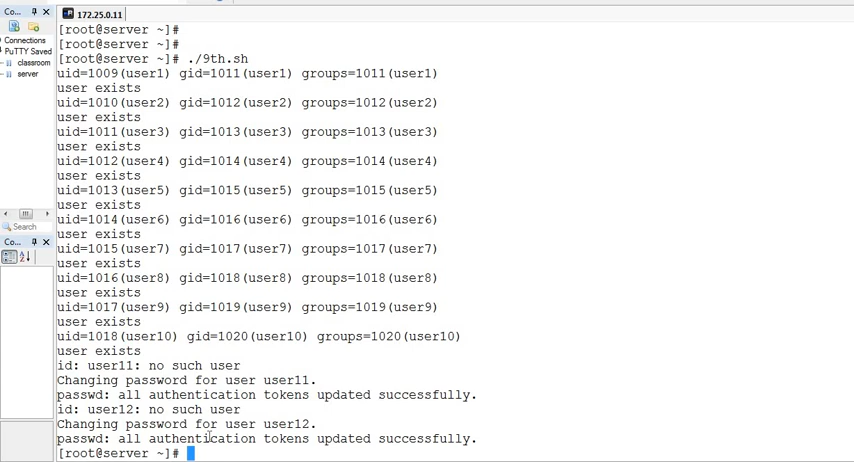 Co...
Connections
PuTTY Saved
classroom
server
Search
Co...
172.25.0.11
[root@server ~]#
[root@server ~]#
[root@server ~]# ./9th.sh
uid=1009(user1) gid=1011(user1) groups=1011(user1)
user exists
uid=1010(user2) gid=1012(user2) groups=1012(user2)
user exists
uid=1011(user3) gid=1013(user3) groups=1013(user3)
user exists
uid=1012(user4) gid=1014(user4) groups=1014(user4)
user exists
uid=1013(user5) gid=1015(user5) groups=1015(user5)
user exists
uid=1014(user6) gid=1016(user6) groups=1016(user6)
user exists
uid=1015(user7) gid=1017(user7) groups=1017(user7)
user exists
uid=1016(user8) gid=1018(user8) groups=1018(user8)
user exists
uid=1017(user9) gid=1019(user9) groups=1019(user9)
user exists
uid=1018(user10) gid=1020(user10) groups=1020(user10)
user exists
id: user11: no such user
Changing password for user user11.
passwd: all authentication tokens updated successfully.
id: user12: no such user
Changing password for user user12.
passwd: all authentication tokens updated successfully.
[root@server ~]#